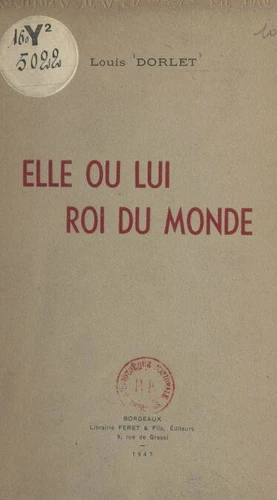 16 Y²
5022
Louis DORLET
ELLE OU LUI
ROI DU MONDE
BORDEAUX
Librairie FERET & Fils, Éditeurs
9, rue de Grassi
1947